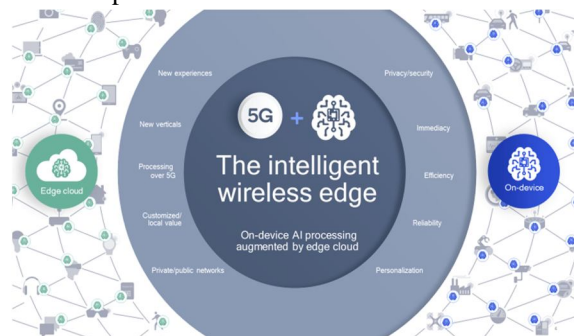 New experiences
New verticals
Processing
over 5G
Customized/
local value
Private/public networks
Edge cloud
5G +
The intelligent
wireless edge
On-device AI processing
augmented by edge cloud
Privacy/security
Immediacy
Efficiency
Reliability
Personalization
On-device